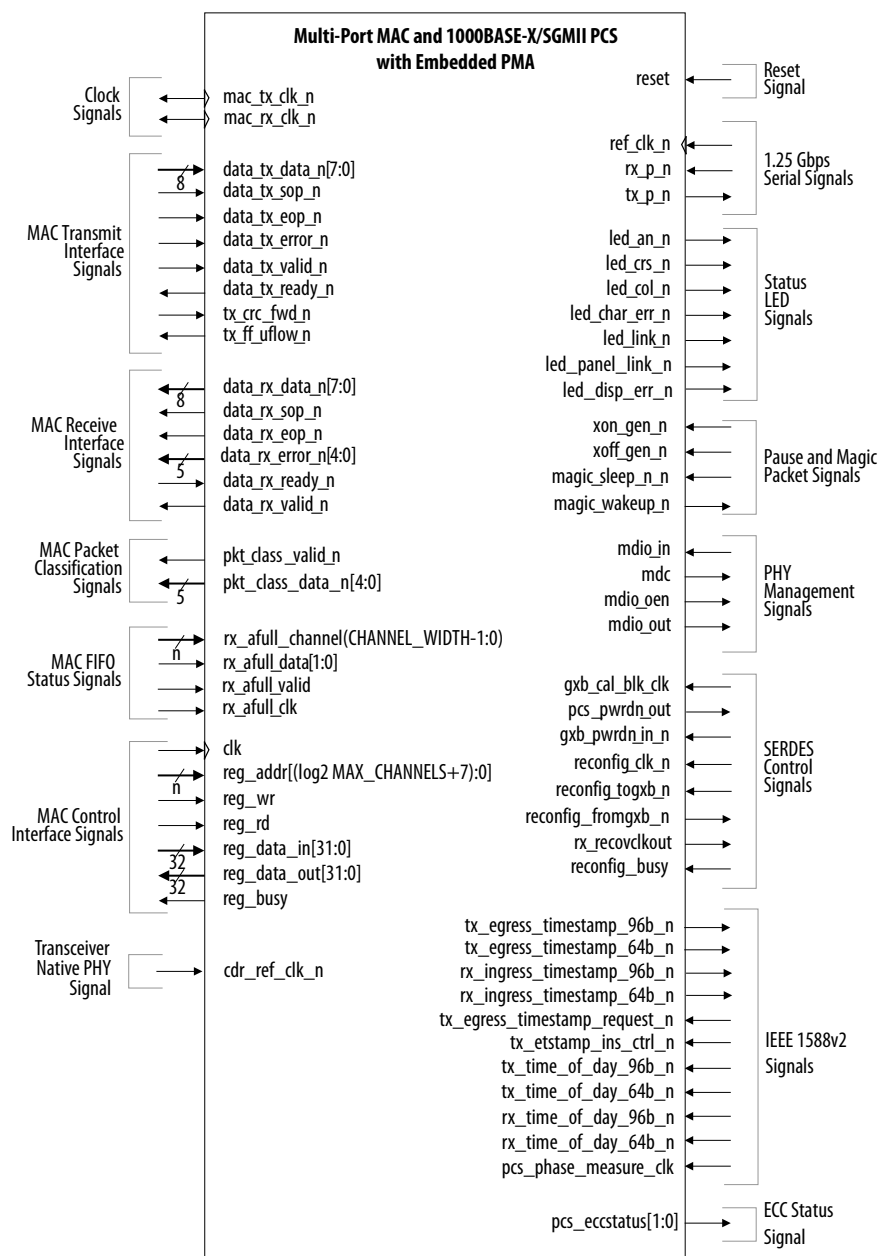 Multi-Port MAC and 1000BASE-X/SGMII PCS
with Embedded PMA
Clock
Signals
mac_tx_clk_n
mac_rx_clk_n
MAC Transmit
Interface
Signals
data_tx_data_n[7:0]
8
data_tx_sop_n
data_tx_eop_n
data_tx_error_n
data_tx_valid_n
data_tx_ready_n
tx_crc_fwd_n
tx_ff_uflow_n
MAC Receive
Interface
Signals
data_rx_data_n[7:0]
8
data_rx_sop_n
data_rx_eop_n
data_rx_error_n[4:0]
5
data_rx_ready_n
data_rx_valid_n
MAC Packet
Classification
Signals
pkt_class_valid_n
pkt_class_data_n[4:0]
5
MAC FIFO
Status Signals
rx_afull_channel(CHANNEL_WIDTH-1:0)
n
rx_afull_data[1:0]
rx_afull_valid
rx_afull_clk
MAC Control
Interface Signals
clk
reg_addr[(log2 MAX_CHANNELS+7):0]
n
reg_wr
reg_rd
reg_data_in[31:0]
32
reg_data_out[31:0]
32
reg_busy
Transceiver
Native PHY
Signal
cdr_ref_clk_n
reset
Reset
Signal
ref_clk_n
rx_p_n
tx_p_n
1.25 Gbps
Serial Signals
led_an_n
led_crs_n
led_col_n
led_char_err_n
led_link_n
led_panel_link_n
led_disp_err_n
Status
LED
Signals
xon_gen_n
xoff_gen_n
magic_sleep_n_n
magic_wakeup_n
Pause and Magic
Packet Signals
mdio_in
mdc
mdio_oen
mdio_out
PHY
Management
Signals
gxb_cal_blk_clk
pcs_pwrdn_out
gxb_pwrdn_in_n
reconfig_clk_n
reconfig_togxb_n
reconfig_fromgxb_n
rx_recovclkout
reconfig_busy
SERDES
Control
Signals
tx_egress_timestamp_96b_n
tx_egress_timestamp_64b_n
rx_ingress_timestamp_96b_n
rx_ingress_timestamp_64b_n
tx_egress_timestamp_request_n
tx_etstamp_ins_ctrl_n
tx_time_of_day_96b_n
tx_time_of_day_64b_n
rx_time_of_day_96b_n
rx_time_of_day_64b_n
pcs_phase_measure_clk
IEEE 1588v2
Signals
pcs_eccstatus[1:0]
ECC Status
Signal